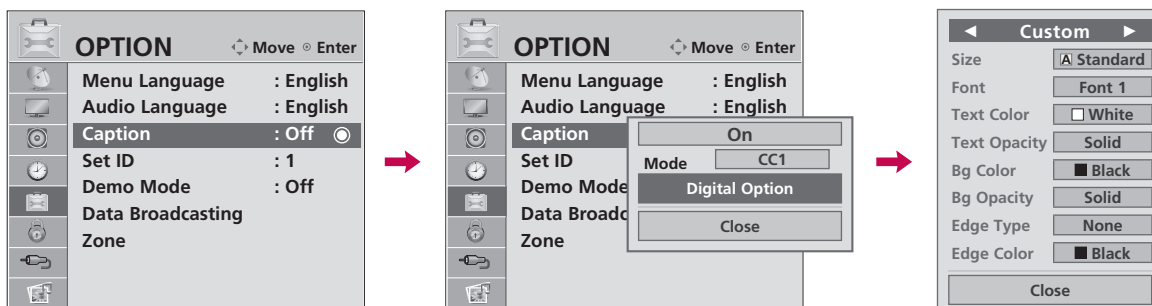 OPTION Move Enter
Menu Language : English
Audio Language : English
Caption : Off
Set ID : 1
Demo Mode : Off
Data Broadcasting
Zone
OPTION Move Enter
Menu Language : English
Audio Language : English
Caption
Set ID
Demo Mode
Data Broadc
Zone
On
Mode CC1
Digital Option
Close
Custom
Size A Standard
Font Font 1
Text Color White
Text Opacity Solid
Bg Color Black
Bg Opacity Solid
Edge Type None
Edge Color Black
Close